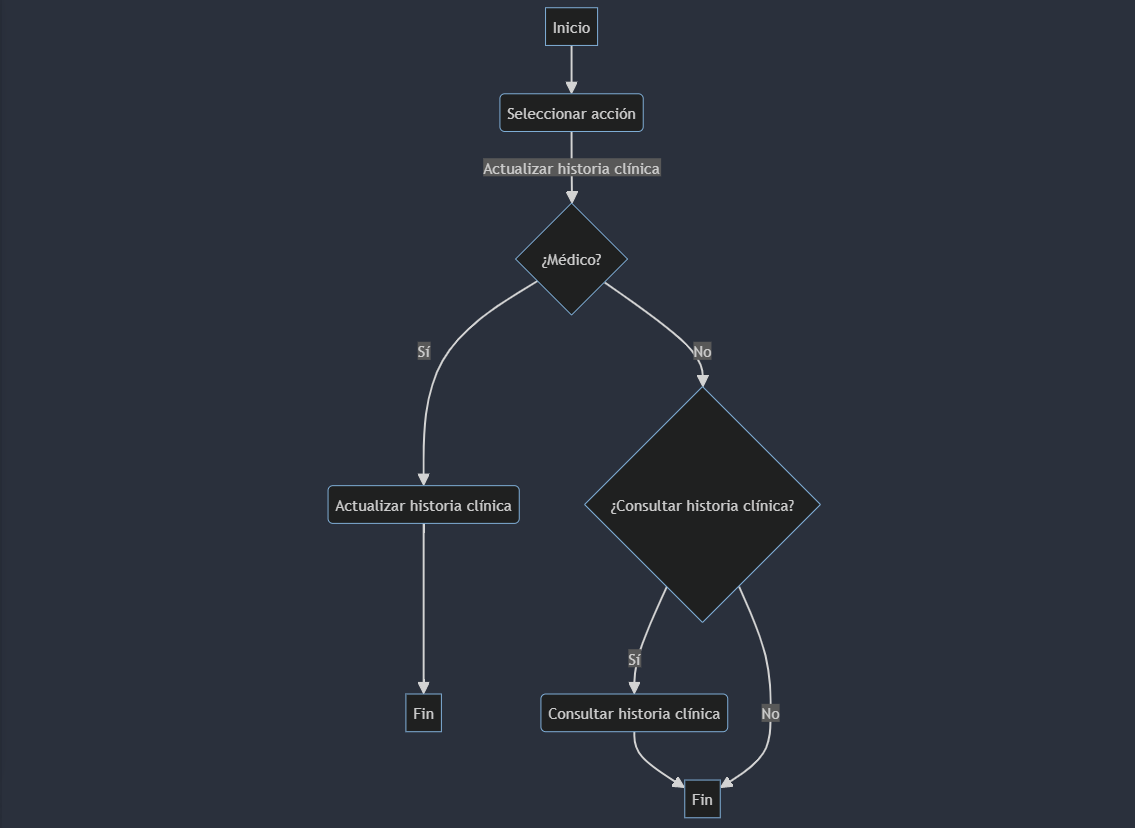 Inicio
Seleccionar acción
Actualizar historia clínica
¿Médico?
Sí
No
Actualizar historia clínica
¿Consultar historia clínica?
Sí
Fin
Consultar historia clínica
No
Fin